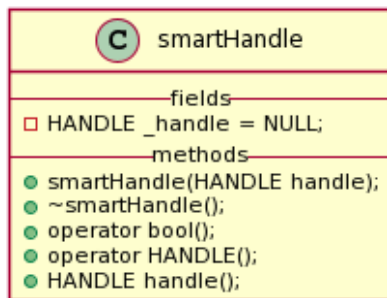 C smartHandle
fields
HANDLE _handle = NULL;
methods
smartHandle(HANDLE handle);
~smartHandle();
operator bool();
operator HANDLE();
HANDLE handle();